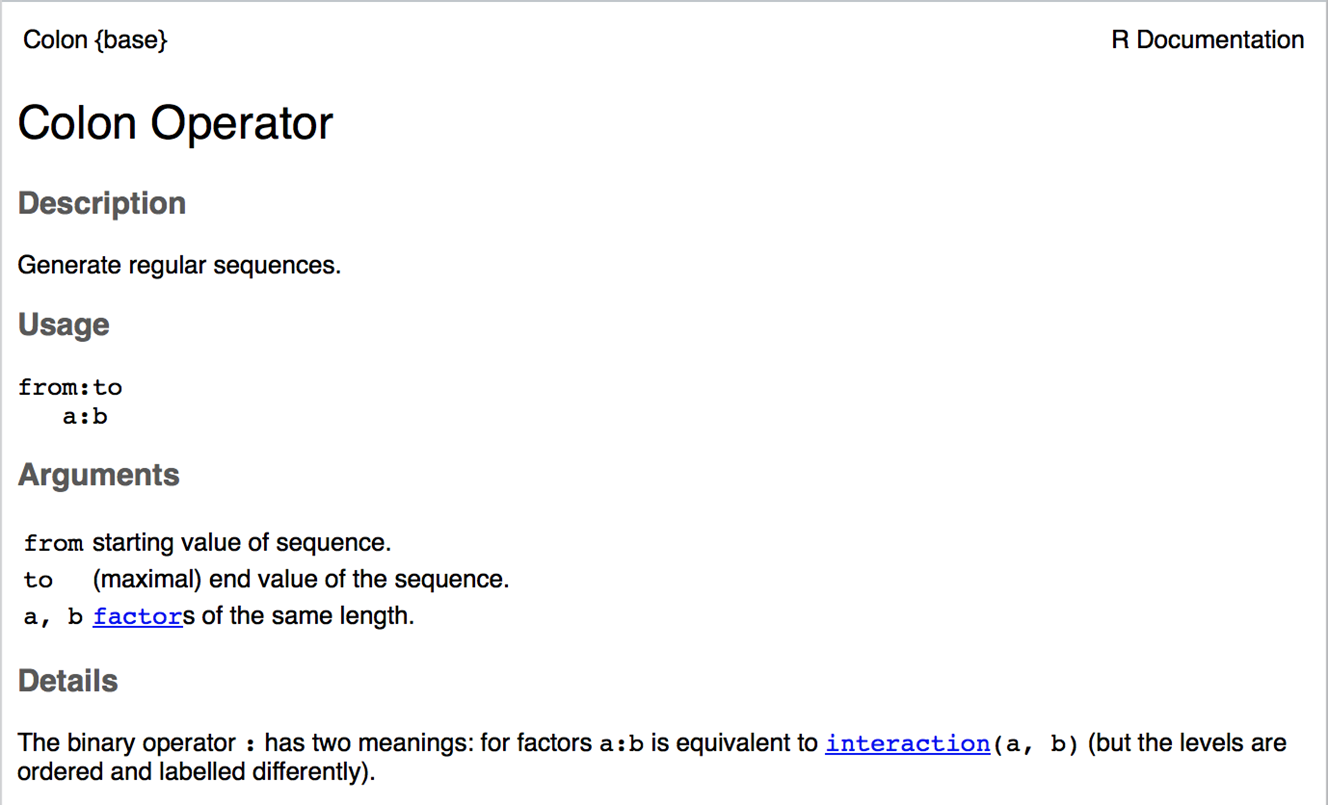 Colon {base} R Documentation
Colon Operator
Description
Generate regular sequences.
Usage
from:to
a:b
Arguments
from starting value of sequence.
to (maximal) end value of the sequence.
a, b factors of the same length.
Details
The binary operator : has two meanings: for factors a:b is equivalent to interaction(a, b) (but the levels are
ordered and labelled differently).